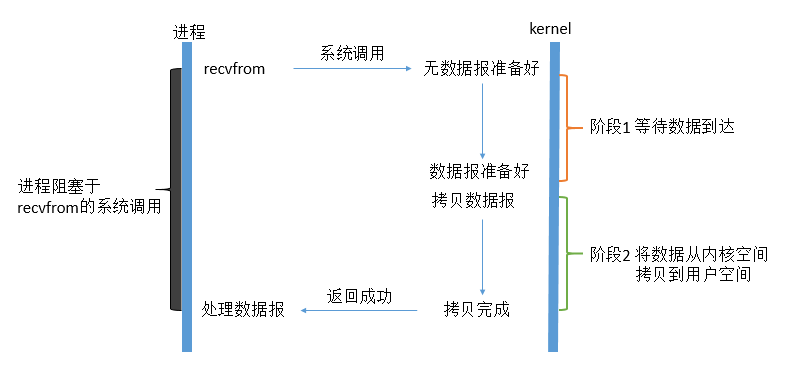 进程
kernel
recvfrom
系统调用
无数据报准备好
阶段1 等待数据到达
数据报准备好
拷贝数据报
进程阻塞于
recvfrom的系统调用
阶段2 将数据从内核空间
拷贝到用户空间
处理数据报
返回成功
拷贝完成